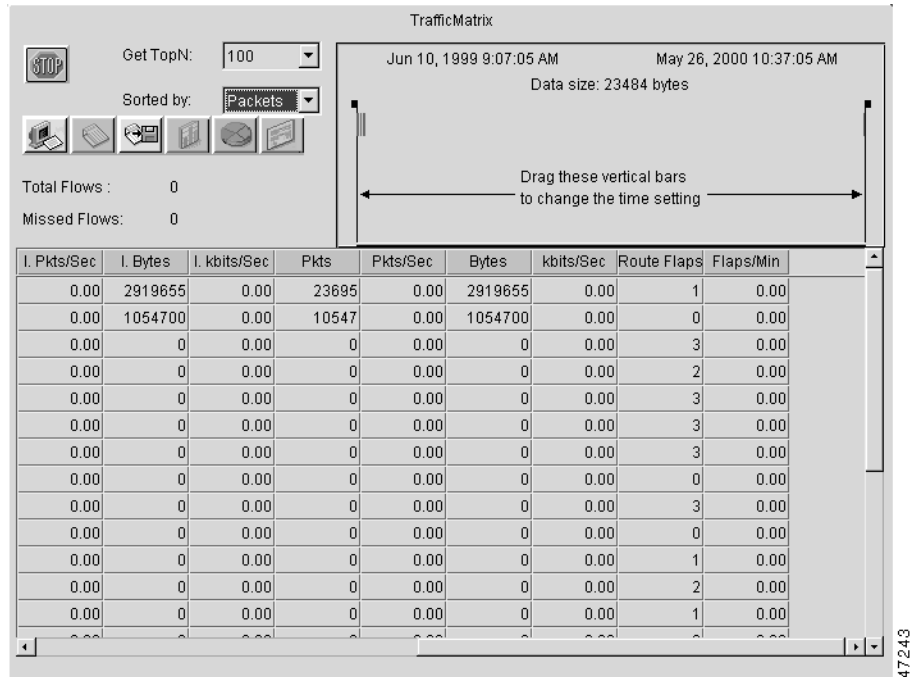 TrafficMatrix
STOP
Get TopN: 100
Sorted by: Packets
Total Flows : 0
Missed Flows: 0
Jun 10, 1999 9:07:05 AM May 26, 2000 10:37:05 AM
Data size: 23484 bytes
Drag these vertical bars
to change the time setting
I. Pkts/Sec I. Bytes I. kbits/Sec Pkts Pkts/Sec Bytes kbits/Sec Route Flaps Flaps/Min
0.00 2919655 0.00 23695 0.00 2919655 0.00 1 0.00
0.00 1054700 0.00 10547 0.00 1054700 0.00 0 0.00
0.00 0 0.00 0 0.00 0 0.00 3 0.00
0.00 0 0.00 0 0.00 0 0.00 2 0.00
0.00 0 0.00 0 0.00 0 0.00 3 0.00
0.00 0 0.00 0 0.00 0 0.00 3 0.00
0.00 0 0.00 0 0.00 0 0.00 3 0.00
0.00 0 0.00 0 0.00 0 0.00 0 0.00
0.00 0 0.00 0 0.00 0 0.00 3 0.00
0.00 0 0.00 0 0.00 0 0.00 0 0.00
0.00 0 0.00 0 0.00 0 0.00 1 0.00
0.00 0 0.00 0 0.00 0 0.00 2 0.00
0.00 0 0.00 0 0.00 0 0.00 1 0.00
47243